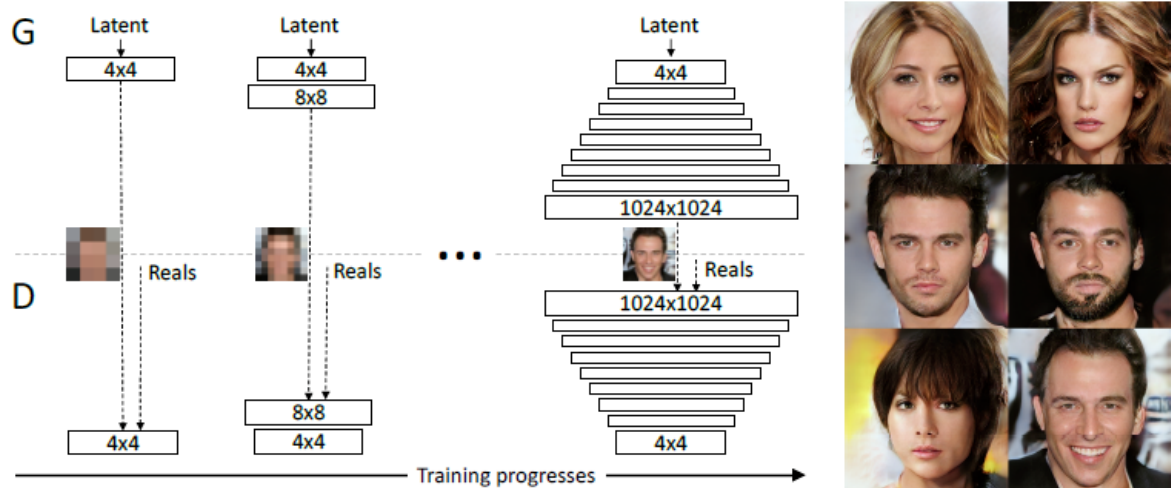 G
Latent
4x4
Latent
4x4
8x8
Latent
4x4
1024x1024
...
Reals
Reals
Reals
D
1024x1024
8x8
4x4
4x4
4x4
Training progresses